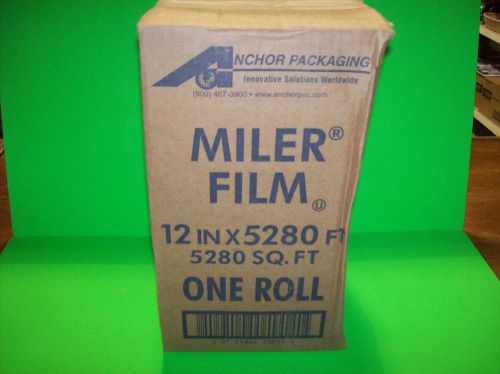 ANCHOR PACKAGING
Innovative Solutions Worldwide
(800) 467-3900 • www.anchorpac.com
MILER®
FILM
U
12 IN X 5280 FT
5280 SQ. FT
ONE ROLL